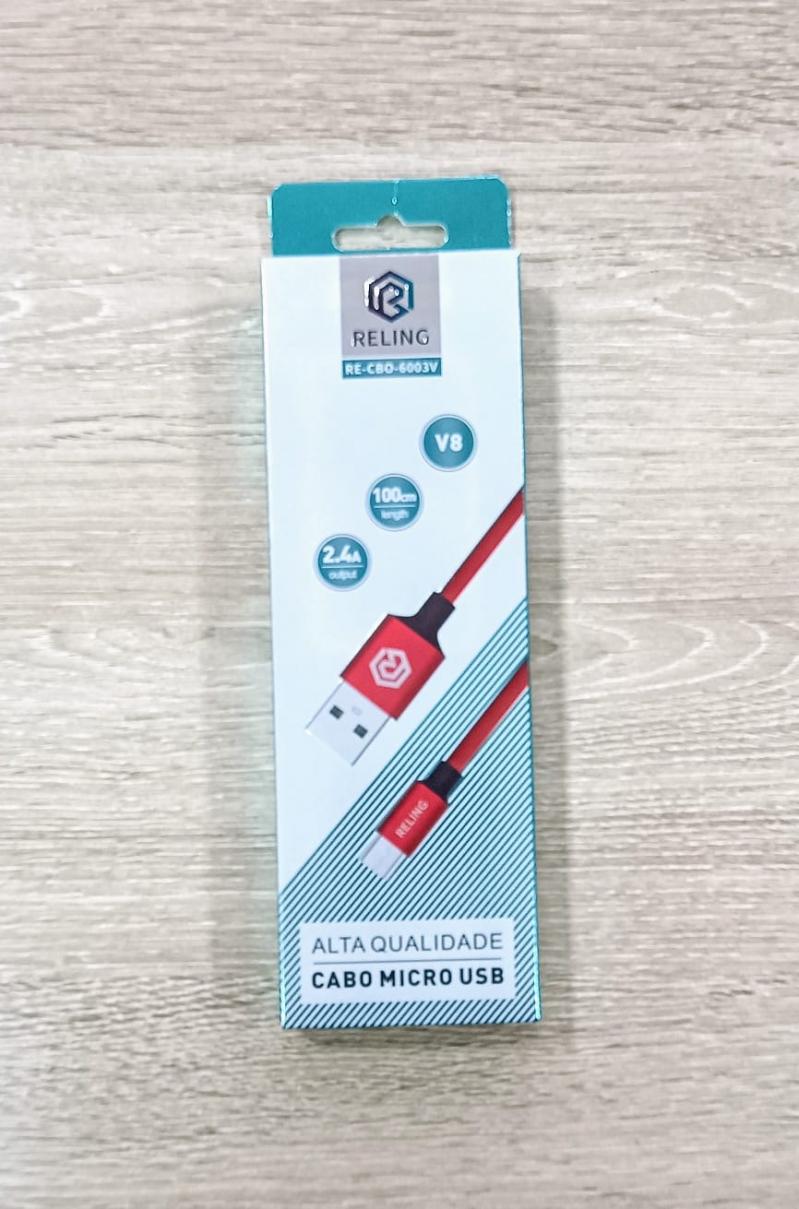 RELING
RE-CBO-6003V
V8
100cm
length
2.4A
output
RELING
ALTA QUALIDADE
CABO MICRO USB